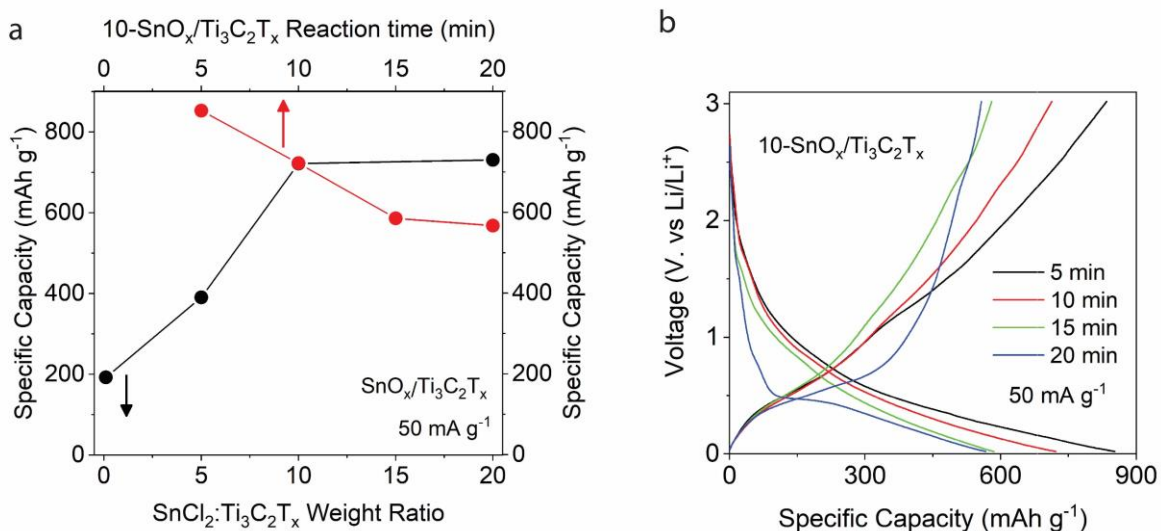 a
10-SnOₓ/Ti₃C₂Tₓ Reaction time (min)
0 5 10 15 20
Specific Capacity (mAh g⁻¹)
800
600
400
200
0
800
600
400
200
0
Specific Capacity (mAh g⁻¹)
SnOₓ/Ti₃C₂Tₓ
50 mA g⁻¹
0 5 10 15 20
SnCl₂:Ti₃C₂Tₓ Weight Ratio
b
Voltage (V. vs Li/Li⁺)
3
2
1
0
10-SnOₓ/Ti₃C₂Tₓ
5 min
10 min
15 min
20 min
50 mA g⁻¹
0 300 600 900
Specific Capacity (mAh g⁻¹)